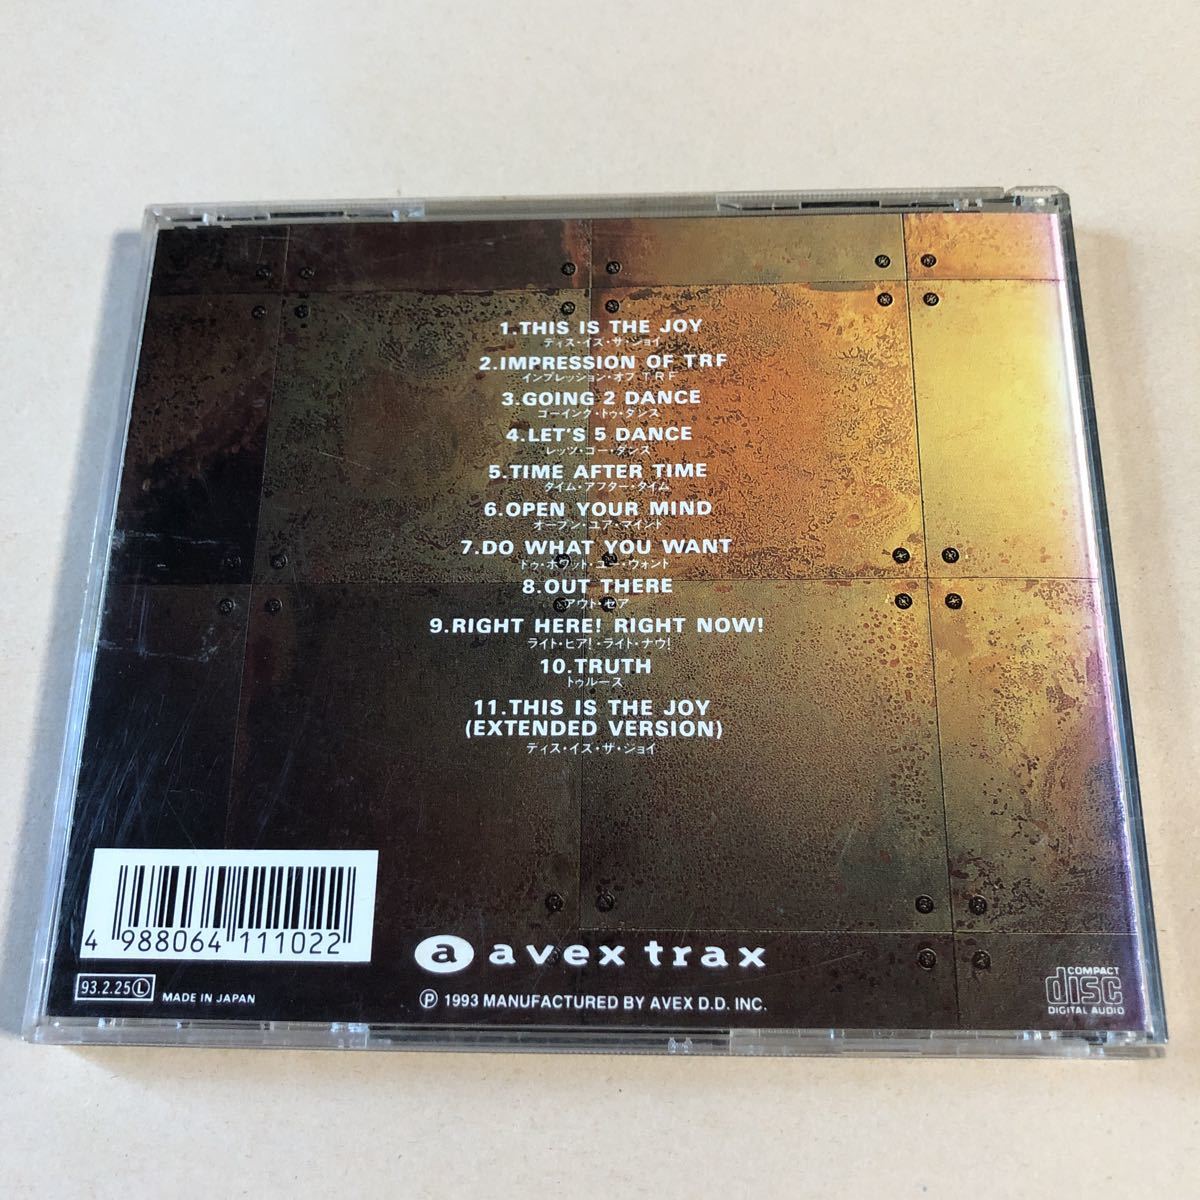 1.THIS IS THE JOY
ディス・イズ・ザ・ジョイ
2.IMPRESSION OF TRF
インプレッション・オブ TRF
3.GOING 2 DANCE
ゴーイング・トゥ・ダンス
4.LET'S 5 DANCE
レッツ・ゴー・ダンス
5.TIME AFTER TIME
タイム・アフター・タイム
6.OPEN YOUR MIND
オープン・ユア・マインド
7.DO WHAT YOU WANT
ドゥ・ホワット・ユー・ウォント
8.OUT THERE
アウト・ゼア
9.RIGHT HERE! RIGHT NOW!
ライト・ヒア!・ライト・ナウ!
10.TRUTH
トゥルース
11.THIS IS THE JOY
(EXTENDED VERSION)
ディス・イズ・ザ・ジョイ
4 988064 111022
a avex trax
93.2.25 L
MADE IN JAPAN
℗ 1993 MANUFACTURED BY AVEX D.D. INC.
COMPACT
disc
DIGITAL AUDIO